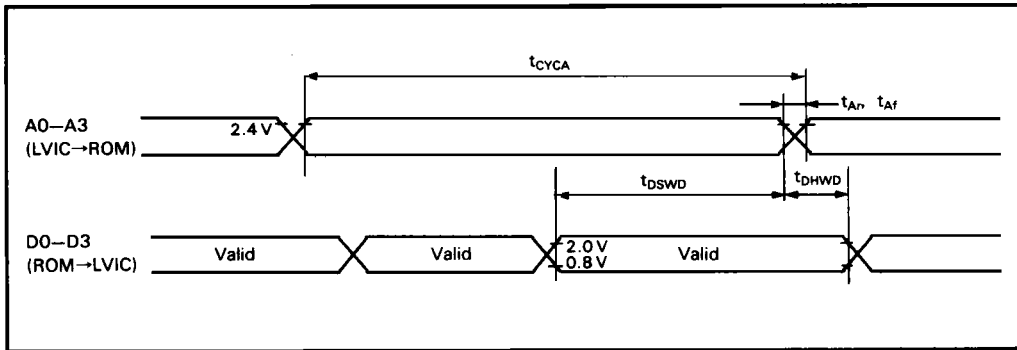 tCYCA
tAr, tAf
A0—A3
(LVIC→ROM)
2.4 V
tDSWD
tDHWD
D0—D3
(ROM→LVIC)
Valid
Valid
2.0 V
0.8 V
Valid